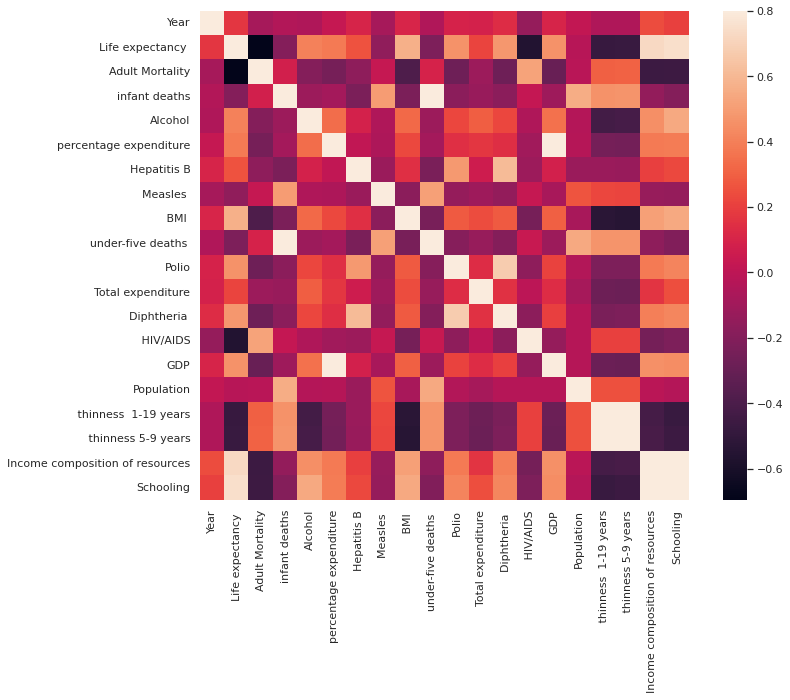 Year
Life expectancy
Adult Mortality
infant deaths
Alcohol
percentage expenditure
Hepatitis B
Measles
BMI
under-five deaths
Polio
Total expenditure
Diphtheria
HIV/AIDS
GDP
Population
thinness 1-19 years
thinness 5-9 years
Income composition of resources
Schooling
0.8
0.6
0.4
0.2
0.0
−0.2
−0.4
−0.6
Year
Life expectancy
Adult Mortality
infant deaths
Alcohol
percentage expenditure
Hepatitis B
Measles
BMI
under-five deaths
Polio
Total expenditure
Diphtheria
HIV/AIDS
GDP
Population
thinness 1-19 years
thinness 5-9 years
Income composition of resources
Schooling